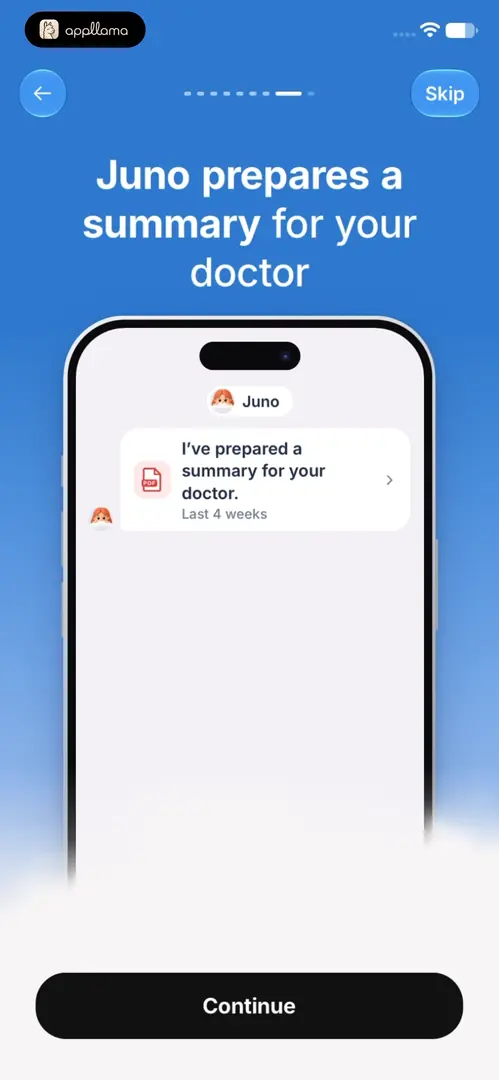 appllama
Skip
Juno prepares a
summary for your
doctor
Juno
I’ve prepared a
summary for your
doctor.
Last 4 weeks
PDF
Continue